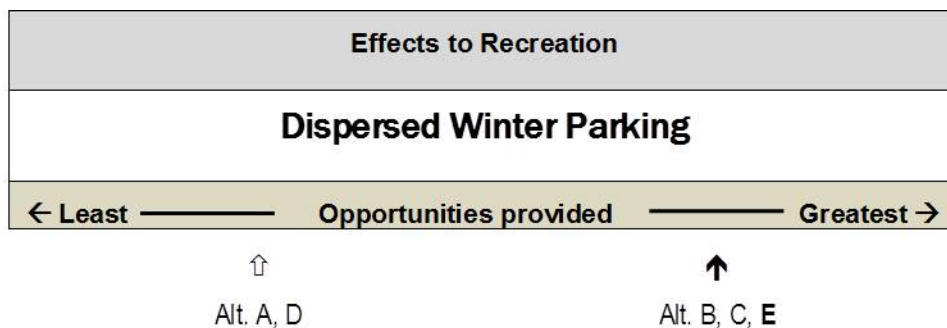 Effects to Recreation
Dispersed Winter Parking
← Least Opportunities provided Greatest →
⇧ 🡹
Alt. A, D Alt. B, C, E